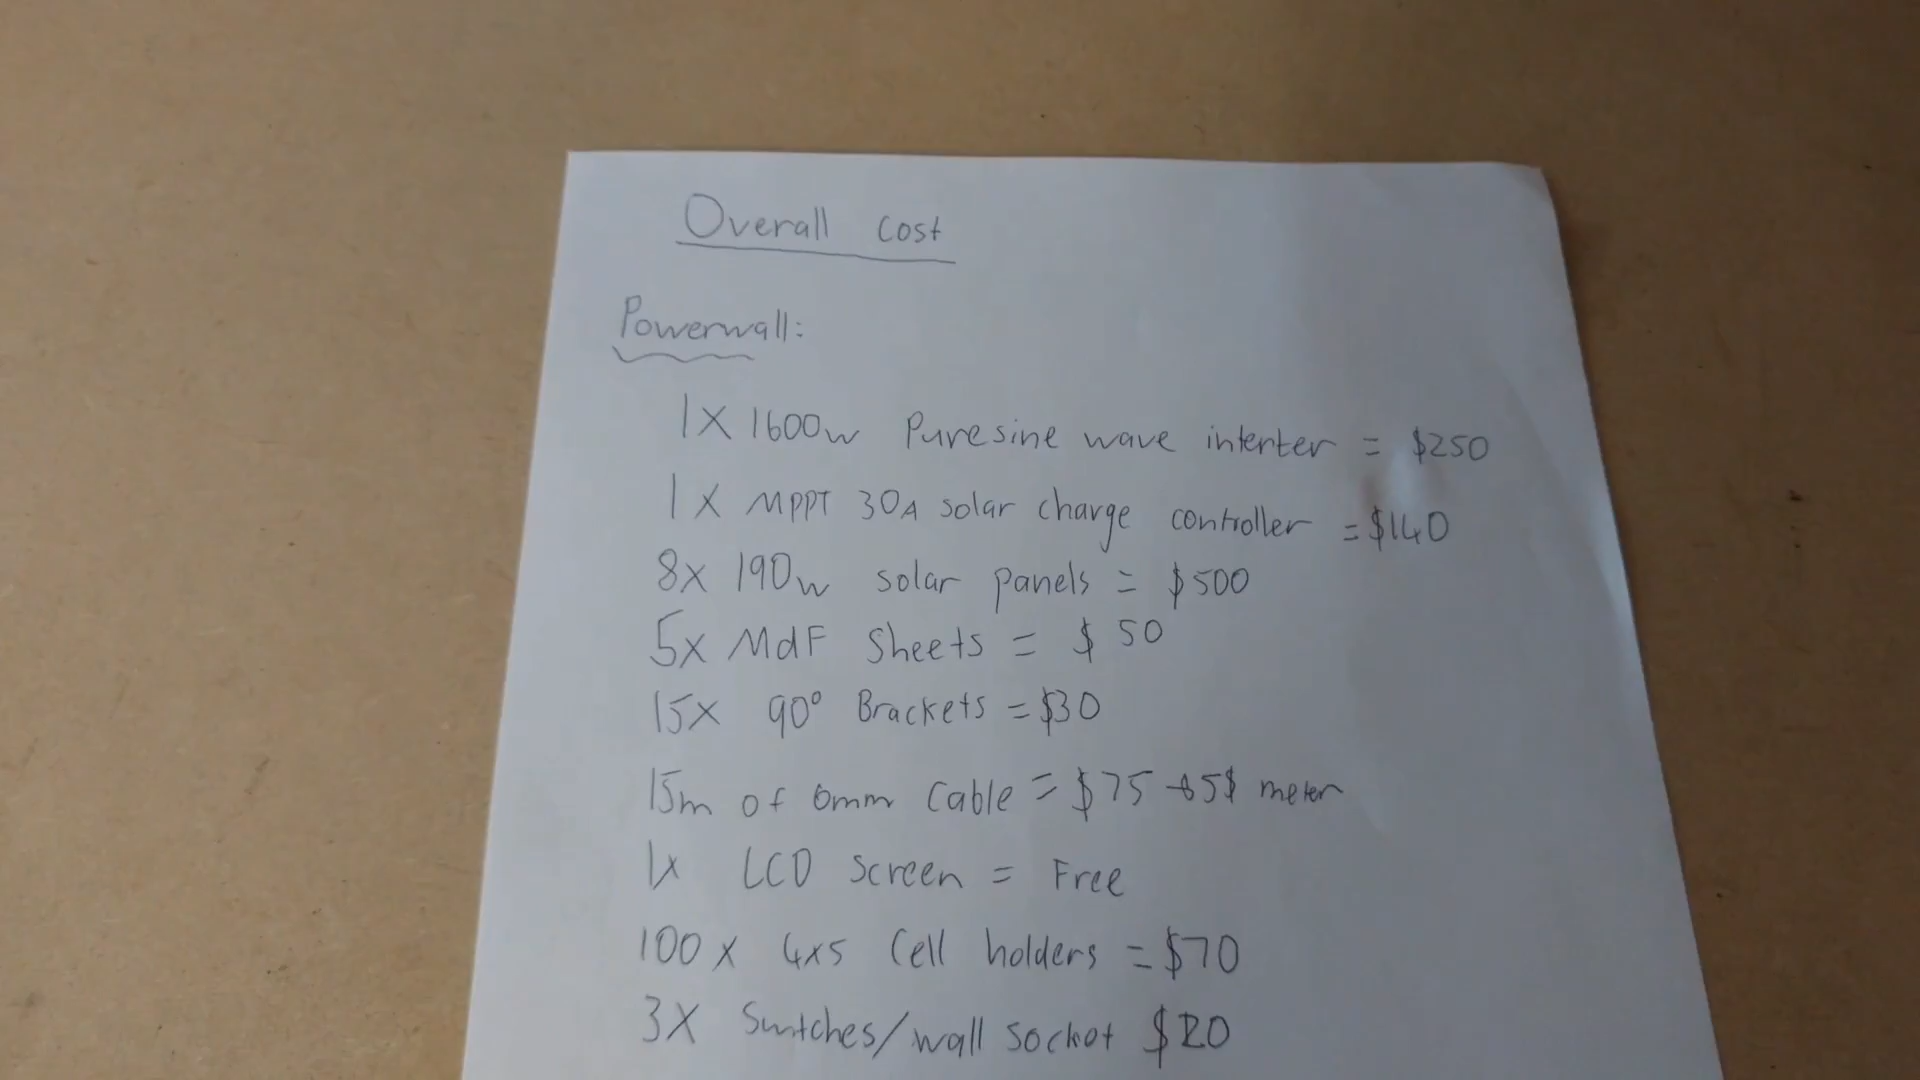 Overall cost
Powerwall:
1X 1600w Puresine wave interter = $250
1X MPPT 30A solar charge controller = $140
8x 190w solar panels = $500
5x MdF Sheets = $ 50
15x 90° Brackets = $30
15m of 6mm Cable = $75 5$ meter
1x LCD Screen = Free
100x 4x5 Cell holders = $70
3X Switches/wall socket $20